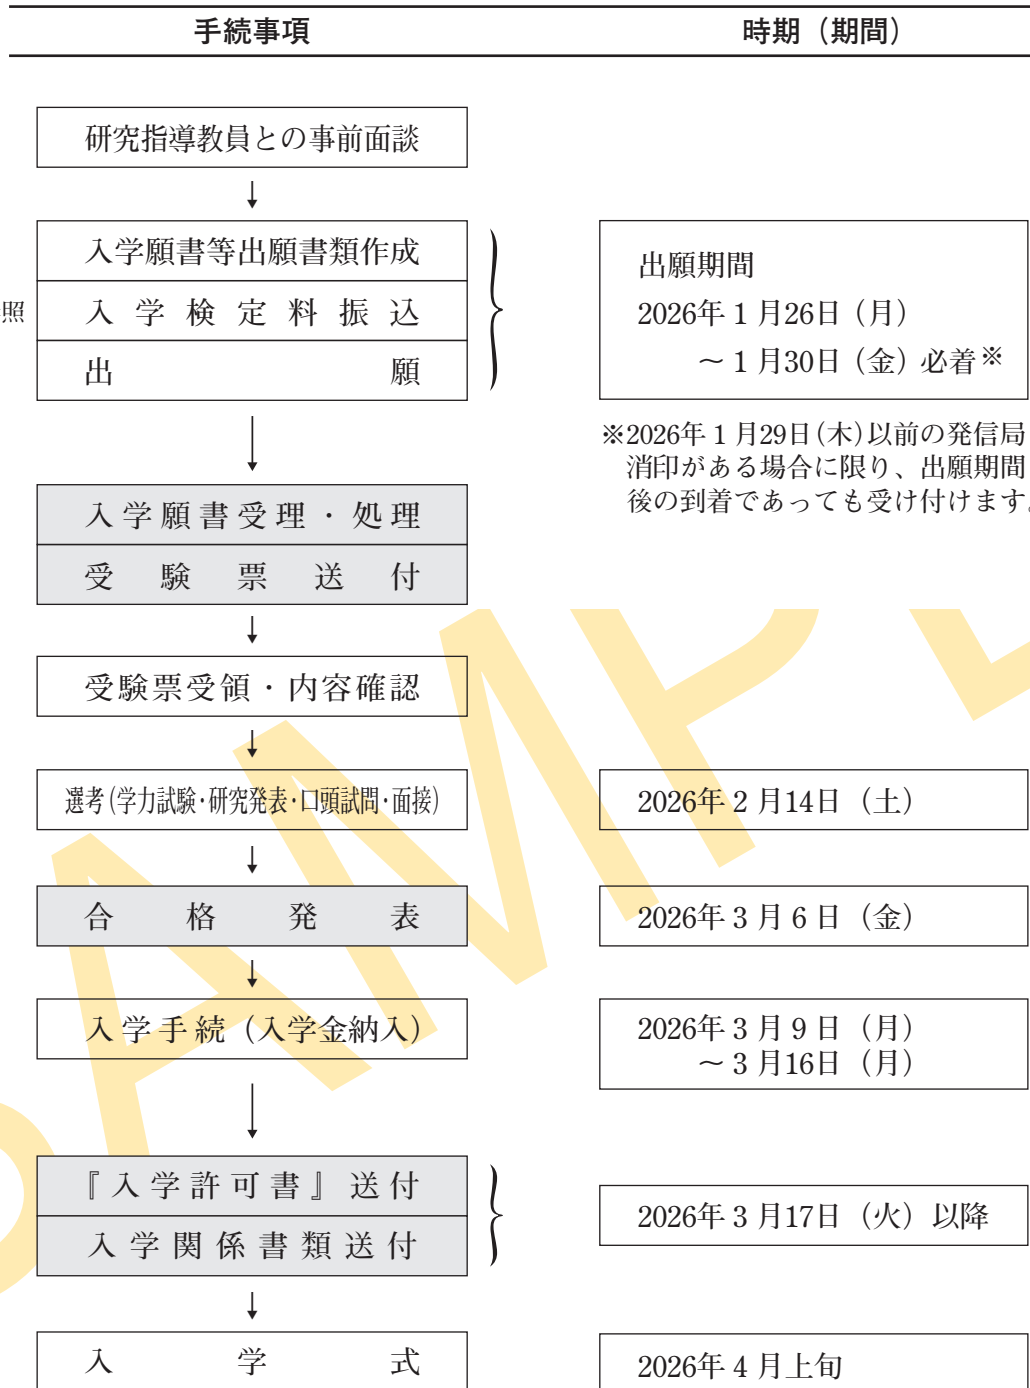 手続事項
時期（期間）
研究指導教員との事前面談
↓
入学願書等出願書類作成
照
入学検定料振込
出願
出願期間
2026年1月26日（月）
～1月30日（金）必着※
※2026年1月29日(木)以前の発信局
消印がある場合に限り、出願期間
後の到着であっても受け付けます。
↓
入学願書受理・処理
受験票送付
↓
受験票受領・内容確認
↓
選考(学力試験・研究発表・口頭試問・面接)
2026年2月14日（土）
↓
合格発表
2026年3月6日（金）
↓
入学手続（入学金納入）
2026年3月9日（月）
～3月16日（月）
↓
『入学許可書』送付
入学関係書類送付
2026年3月17日（火）以降
↓
入学式
2026年4月上旬